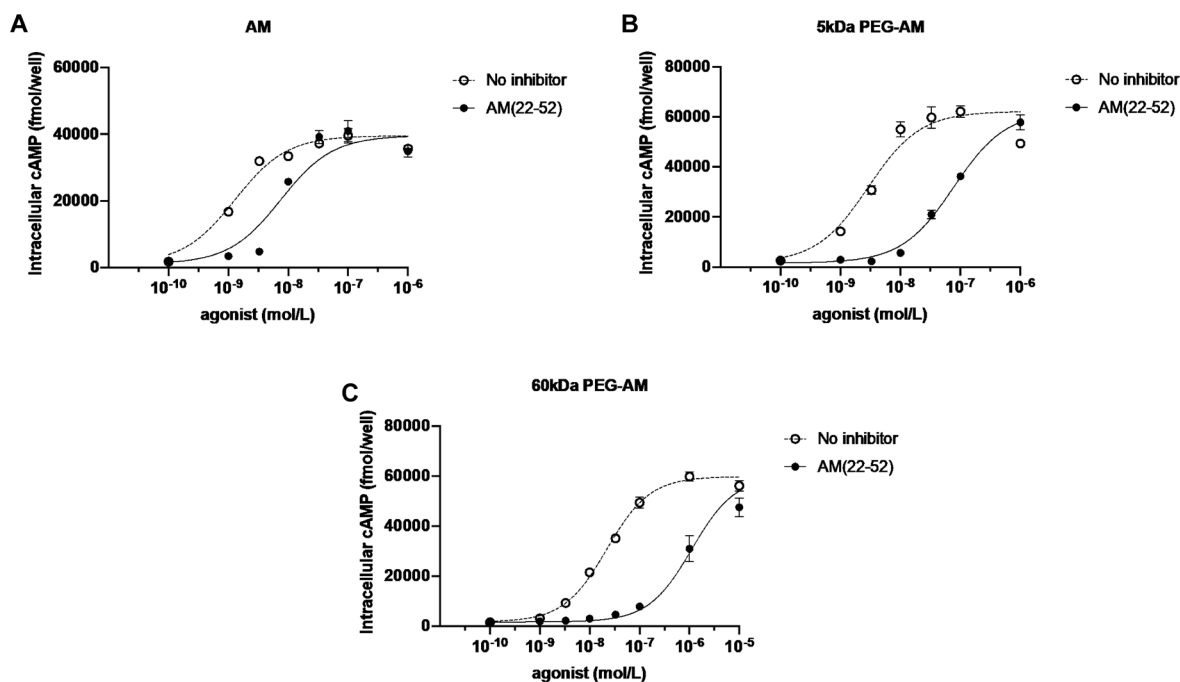 A
AM
60000
40000
20000
0
Intracellular cAMP (fmol/well)
10-10 10-9 10-8 10-7 10-6
agonist (mol/L)
No inhibitor
AM(22-52)
B
5kDa PEG-AM
80000
60000
40000
20000
0
Intracellular cAMP (fmol/well)
10-10 10-9 10-8 10-7 10-6
agonist (mol/L)
No inhibitor
AM(22-52)
C
60kDa PEG-AM
80000
60000
40000
20000
0
Intracellular cAMP (fmol/well)
10-10 10-9 10-8 10-7 10-6 10-5
agonist (mol/L)
No inhibitor
AM(22-52)